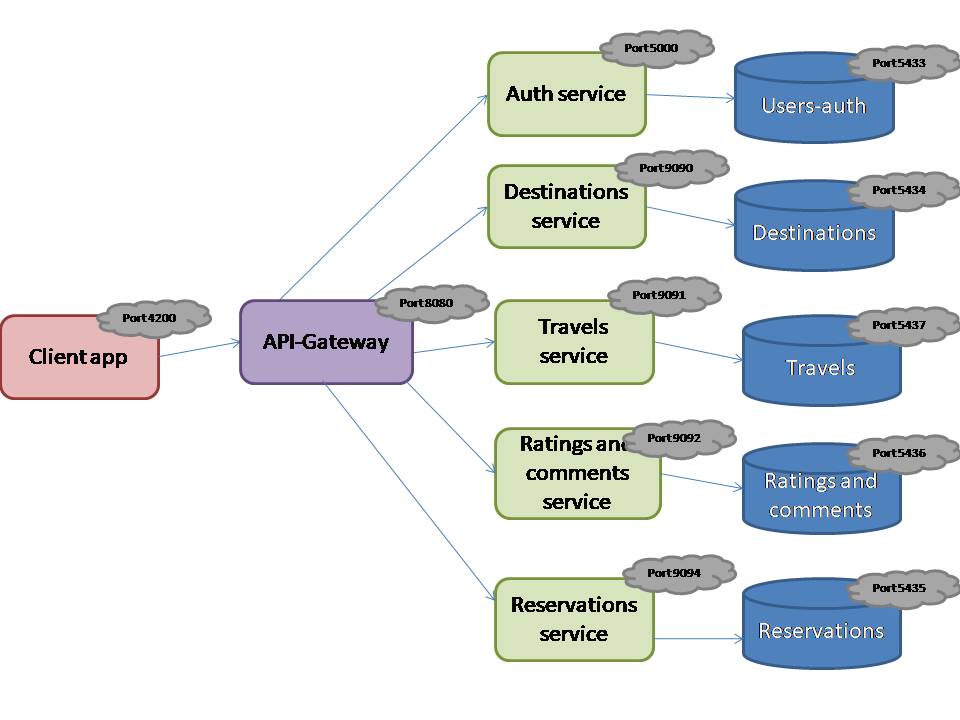 Port5000
Auth service
Port5433
Users-auth
Port9090
Destinations
service
Port5434
Destinations
Port4200
Client app
Port8080
API-Gateway
Port9091
Travels
service
Port5437
Travels
Port9092
Ratings and
comments
service
Port5436
Ratings and
comments
Port9094
Reservations
service
Port5435
Reservations